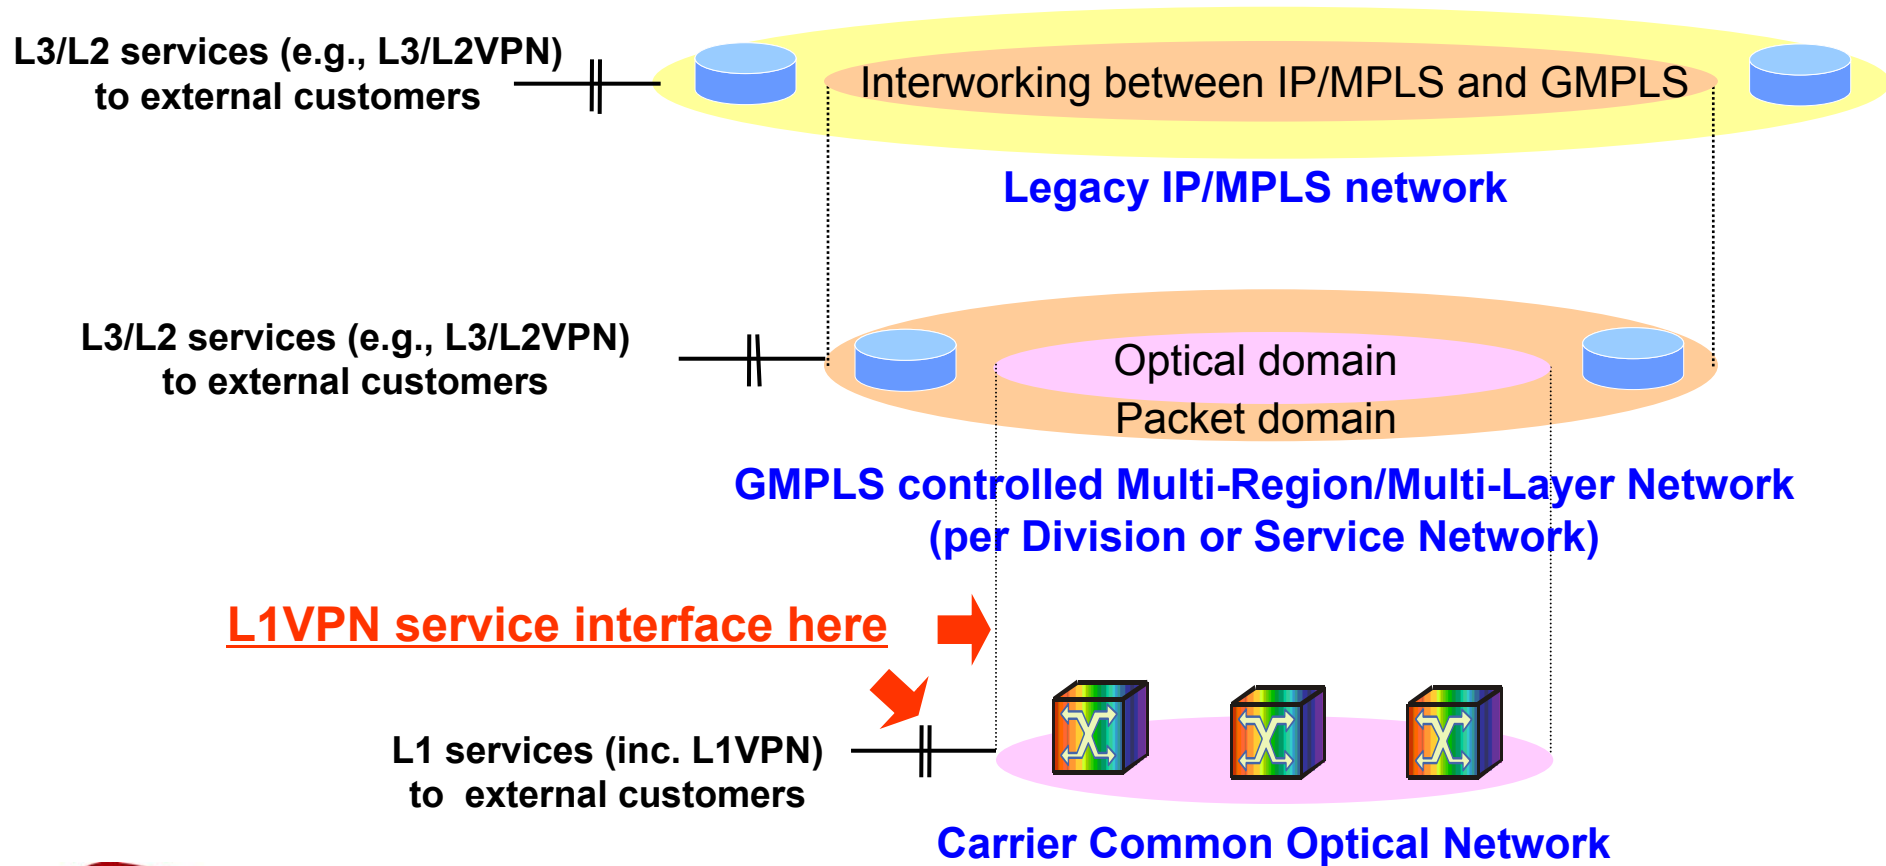 L3/L2 services (e.g., L3/L2VPN)
to external customers
Interworking between IP/MPLS and GMPLS
Legacy IP/MPLS network
L3/L2 services (e.g., L3/L2VPN)
to external customers
Optical domain
Packet domain
GMPLS controlled Multi-Region/Multi-Layer Network
(per Division or Service Network)
L1VPN service interface here
L1 services (inc. L1VPN)
to external customers
Carrier Common Optical Network